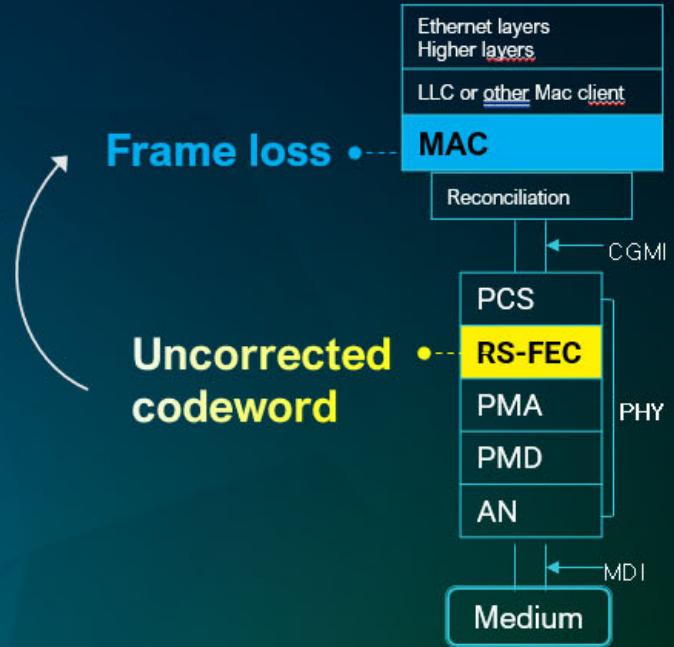 Ethernet layers
Higher layers
LLC or other Mac client
Frame loss
MAC
Reconciliation
CGMI
PCS
Uncorrected
codeword
RS-FEC
PMA
PHY
PMD
AN
MDI
Medium